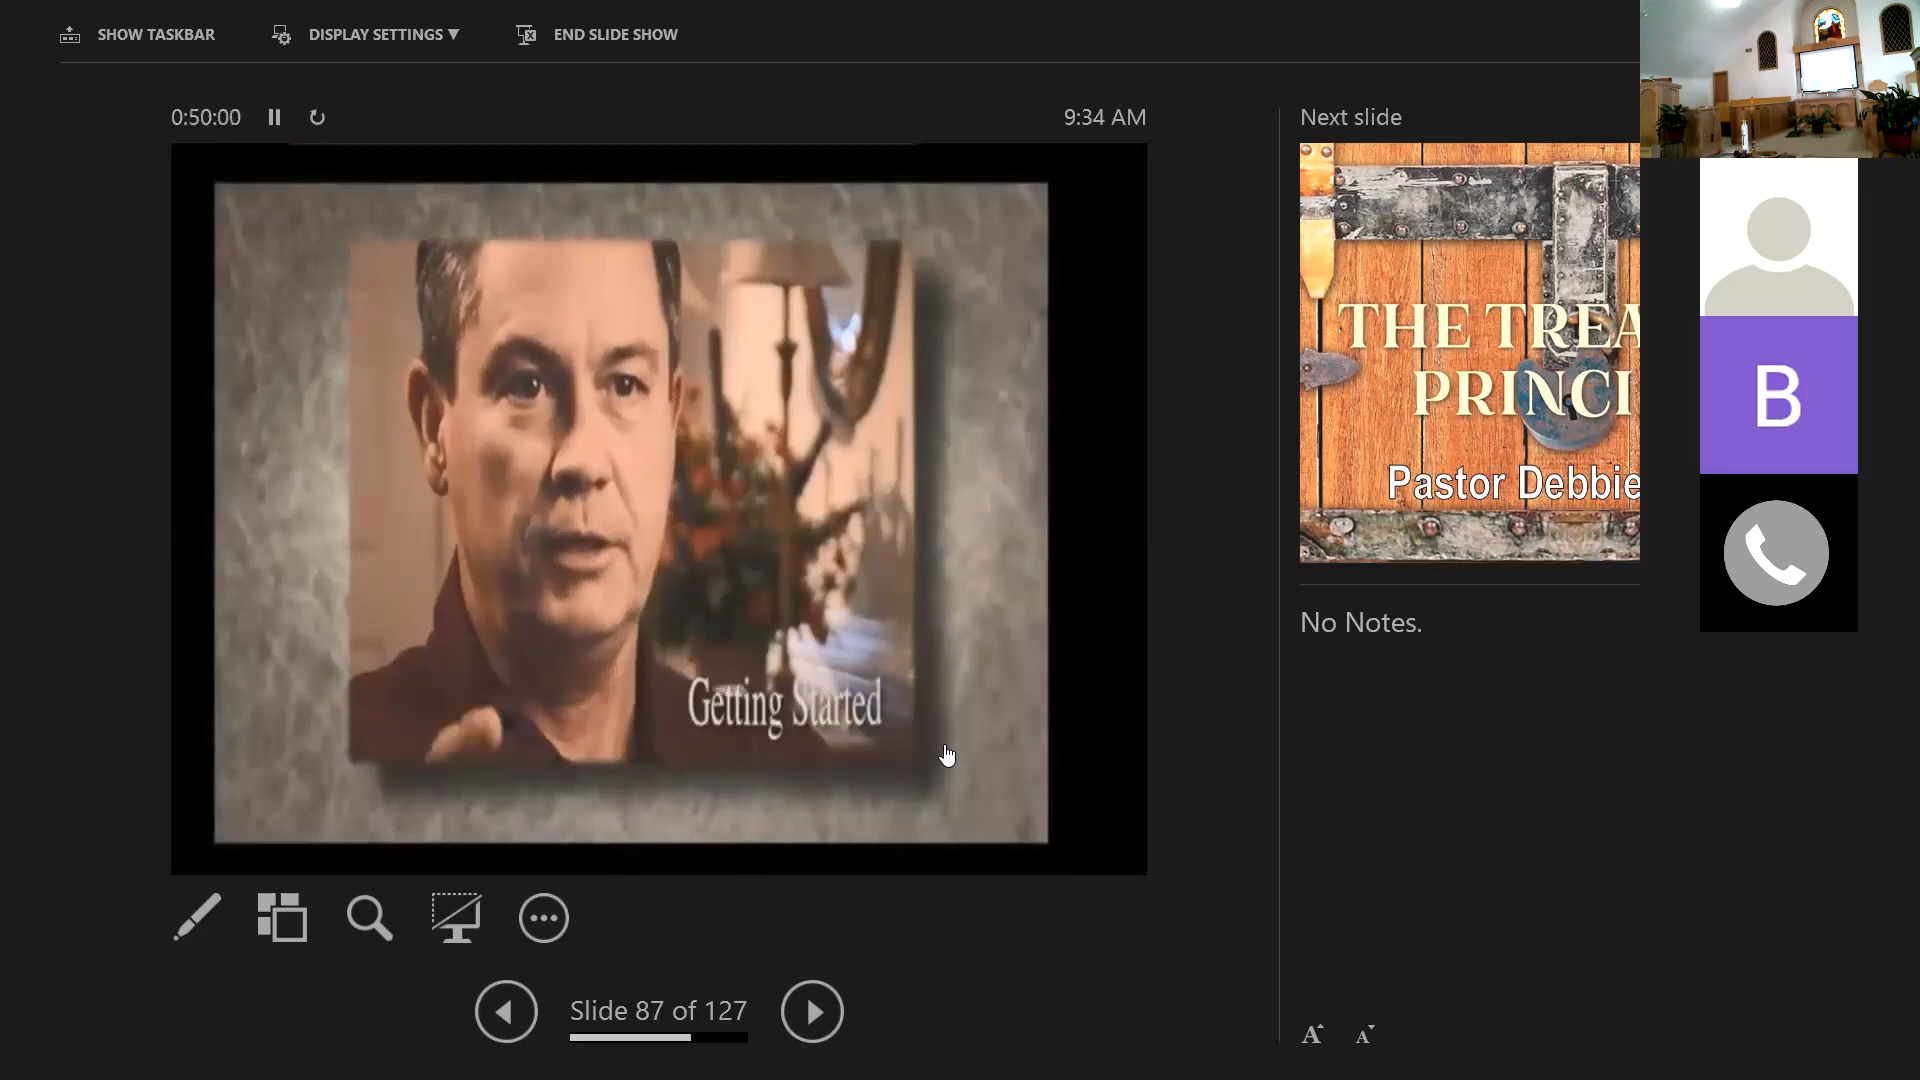 SHOW TASKBAR
DISPLAY SETTINGS ▼
END SLIDE SHOW
0:50:00
9:34 AM
Next slide
Getting Started
THE TREA
PRINCI
Pastor Debbie
B
No Notes.
Slide 87 of 127
A A